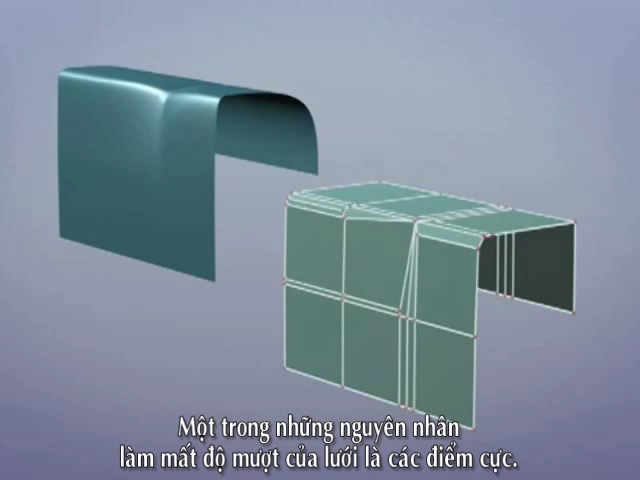 Một trong những nguyên nhân
làm mất độ mượt của lưới là các điểm cực.